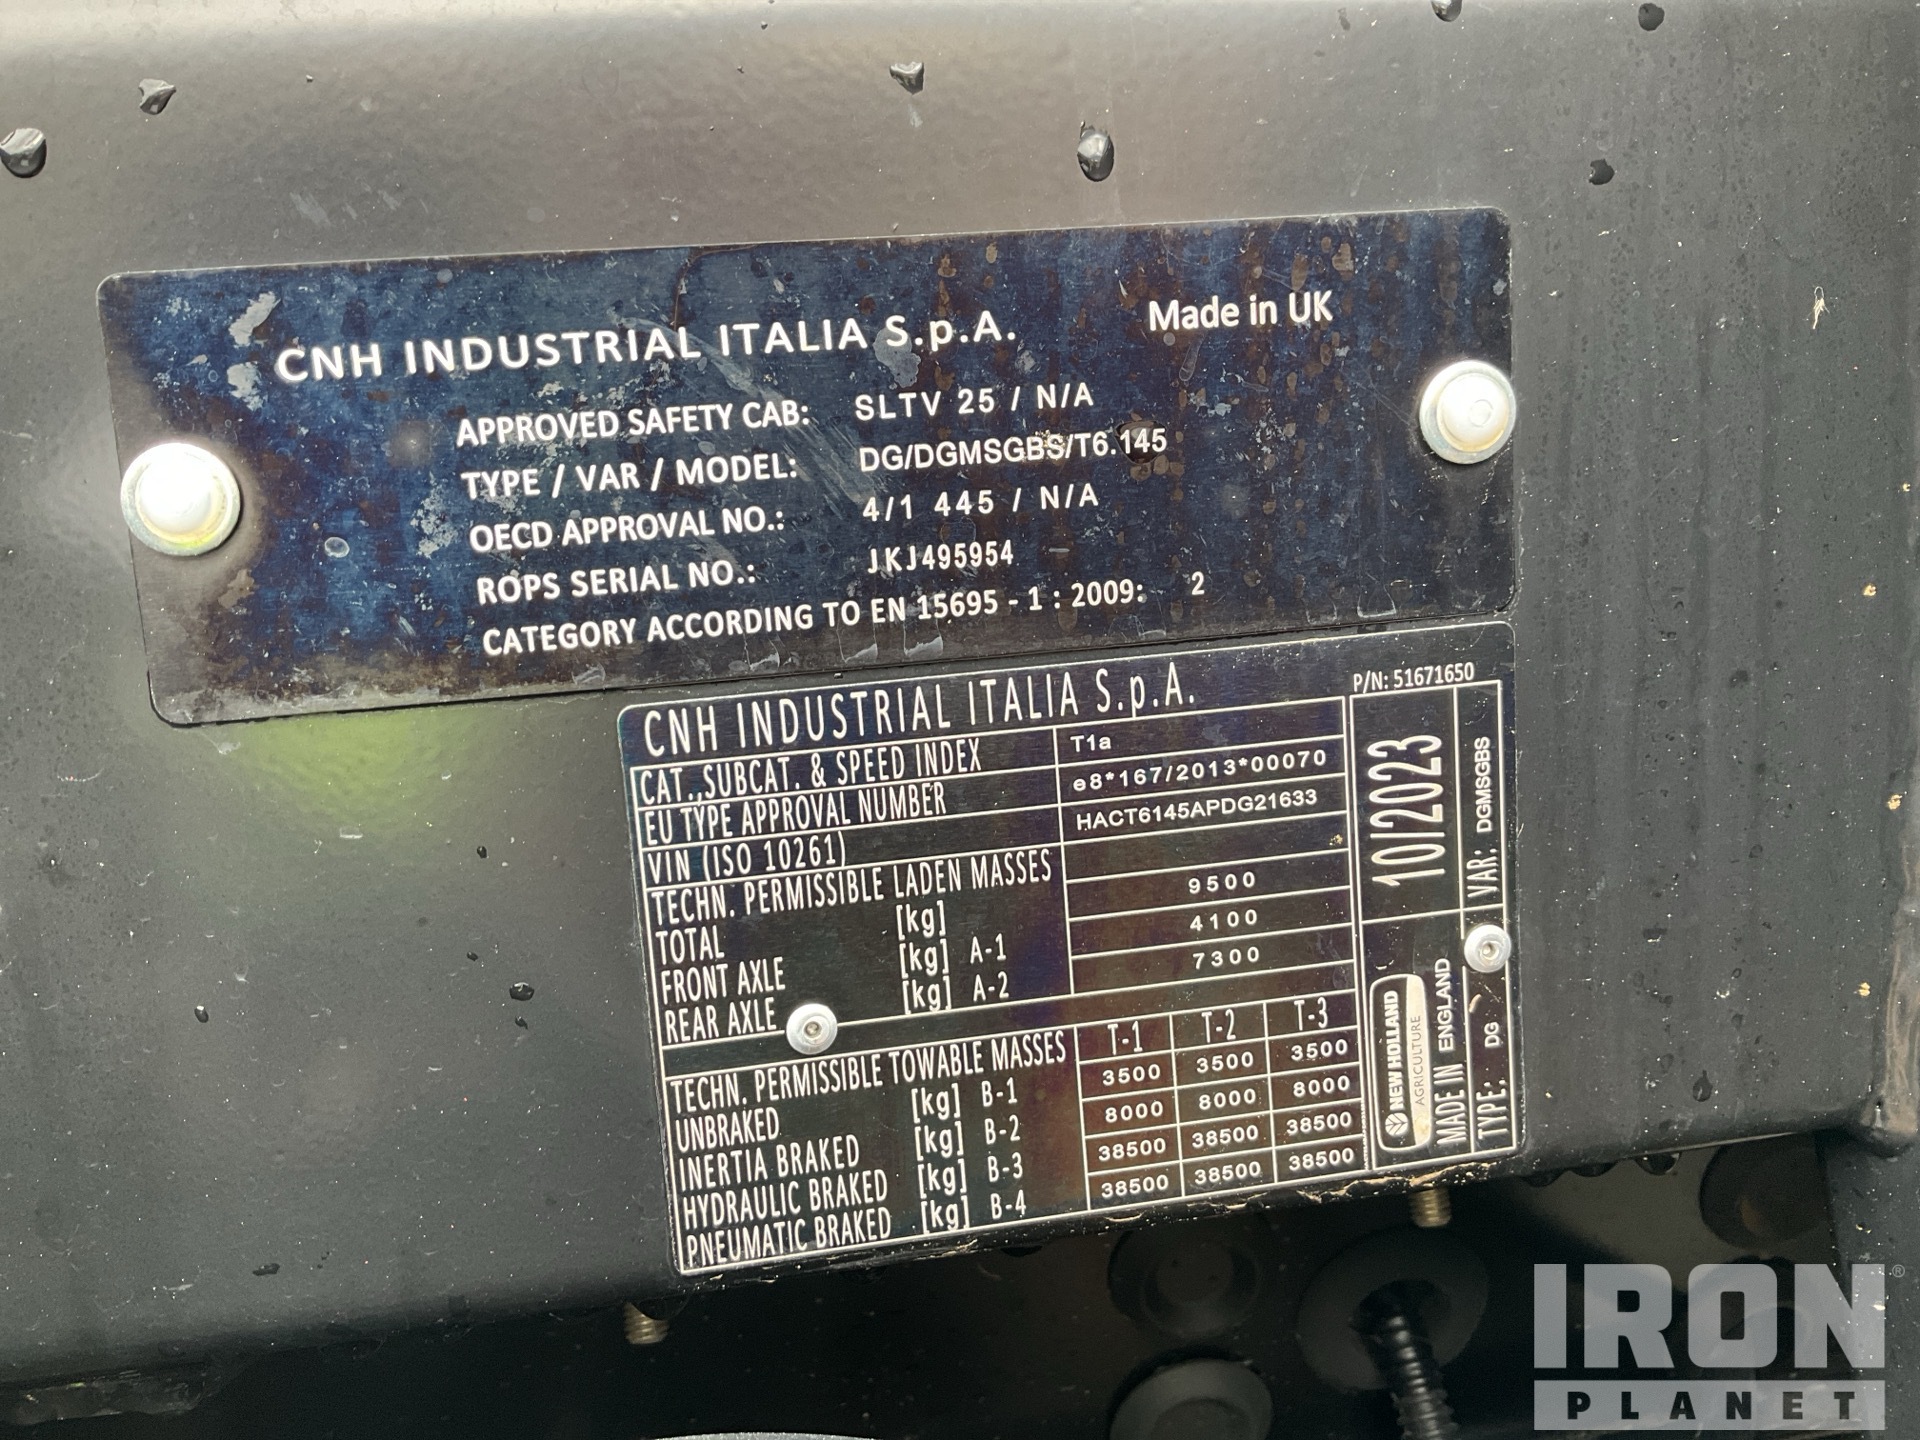 CNH INDUSTRIAL ITALIA S.p.A. Made in UK
APPROVED SAFETY CAB: SLTV 25 / N/A
TYPE / VAR / MODEL: DG/DGMSGBS/T6.145
OECD APPROVAL NO.: 4/1 445 / N/A
ROPS SERIAL NO.: JKJ495954
CATEGORY ACCORDING TO EN 15695 - 1 : 2009: 2
CNH INDUSTRIAL ITALIA S.p.A. P/N: 51671650
CAT.,SUBCAT. & SPEED INDEX T1a
EU TYPE APPROVAL NUMBER e8*167/2013*00070
VIN (ISO 10261) HACT6145APDG21633
TECHN. PERMISSIBLE LADEN MASSES
TOTAL [kg] 9500
FRONT AXLE [kg] A-1 4100
REAR AXLE [kg] A-2 7300
TECHN. PERMISSIBLE TOWABLE MASSES T-1 T-2 T-3
UNBRAKED [kg] B-1 3500 3500 3500
INERTIA BRAKED [kg] B-2 8000 8000 8000
HYDRAULIC BRAKED [kg] B-3 38500 38500 38500
PNEUMATIC BRAKED [kg] B-4 38500 38500 38500
10/2023
VAR: DGMSGBS
NEW HOLLAND
AGRICULTURE
MADE IN ENGLAND
TYPE: DG
IRON ®
PLANET